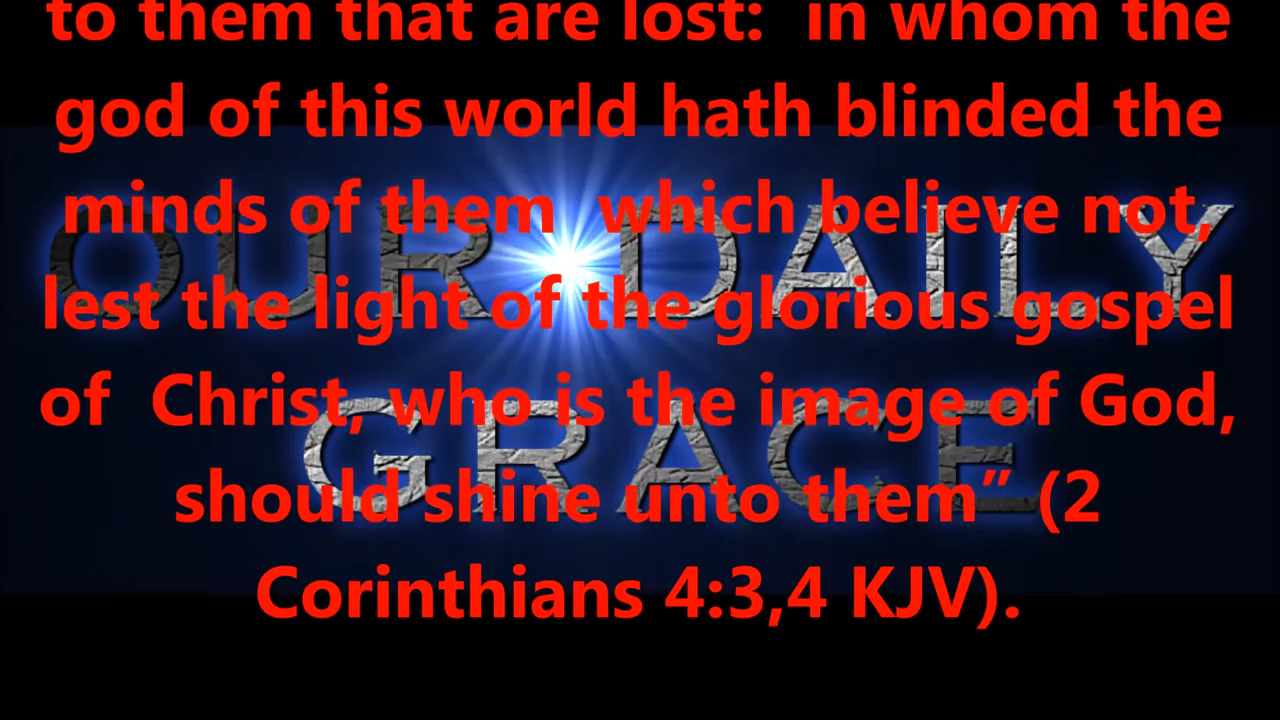 to them that are lost: in whom the
god of this world hath blinded the
minds of them which believe not,
lest the light of the glorious gospel
of Christ, who is the image of God,
should shine unto them” (2
Corinthians 4:3,4 KJV).
OUR DAILY
GRACE